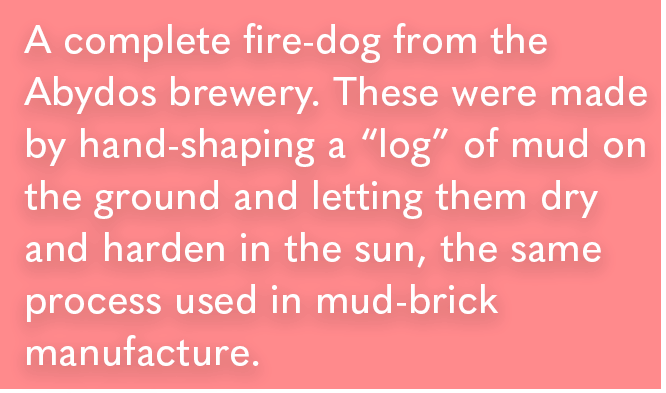 A complete fire-dog from the
Abydos brewery. These were made
by hand-shaping a “log” of mud on
the ground and letting them dry
and harden in the sun, the same
process used in mud-brick
manufacture.